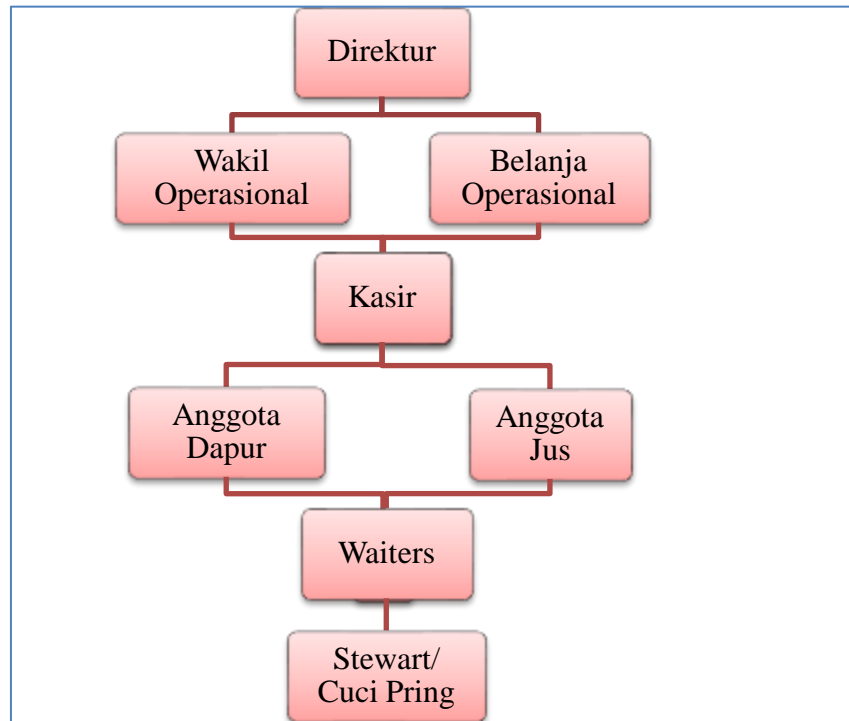 Direktur
Wakil
Operasional
Belanja
Operasional
Kasir
Anggota
Dapur
Anggota
Jus
Waiters
Stewart/
Cuci Pring